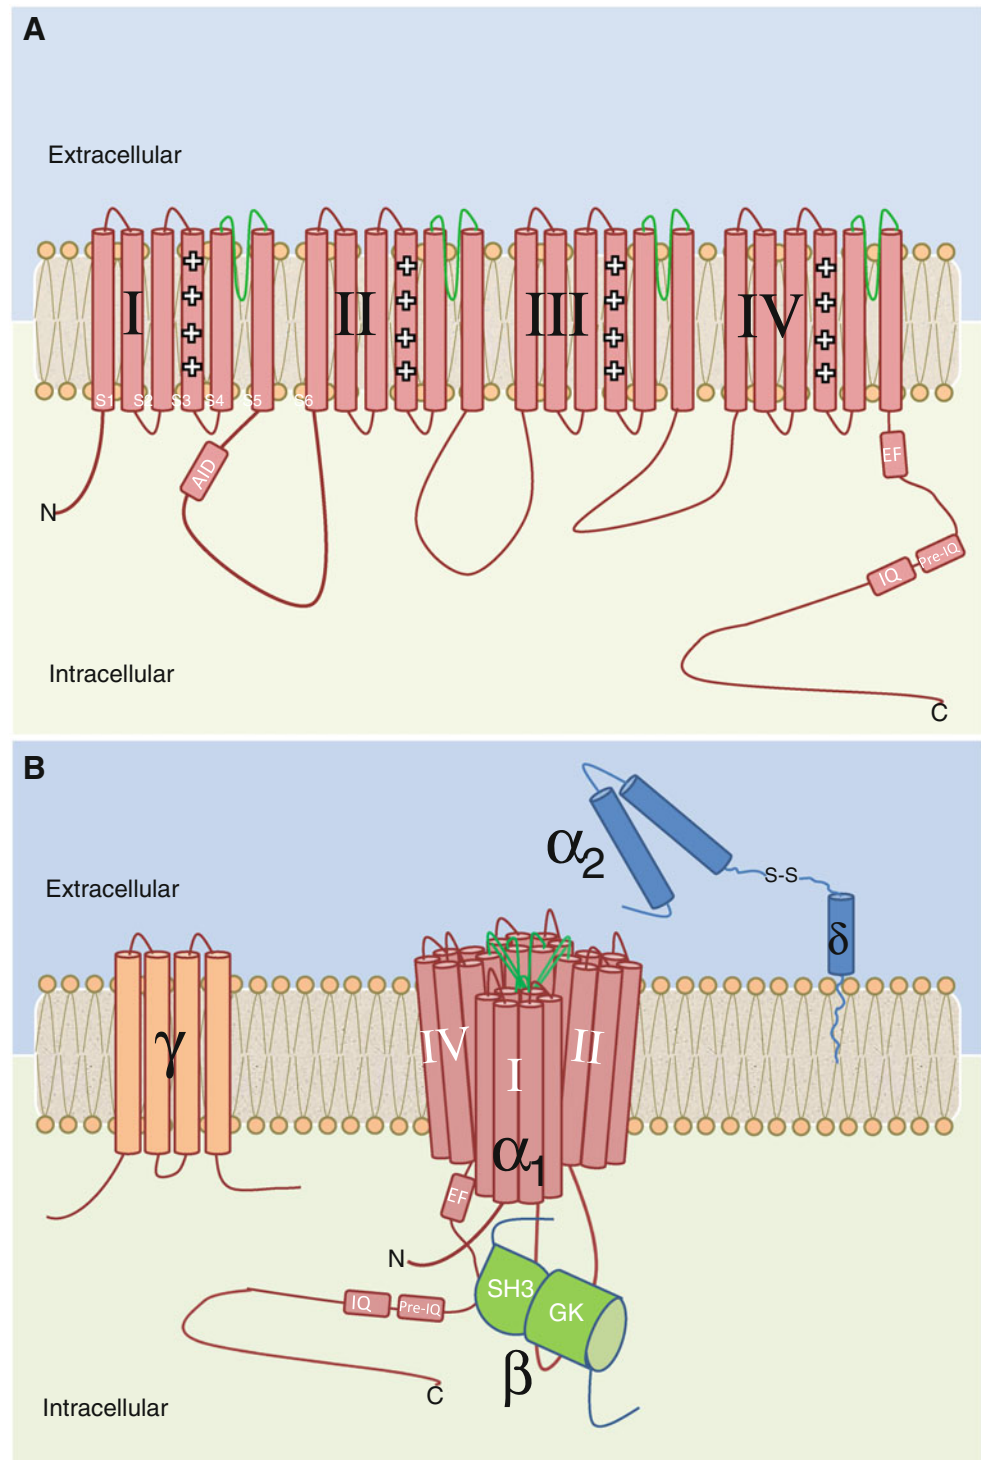 A
Extracellular
I II III IV
+ + + +
+ + + +
+ + + +
+ + + +
S1 S2 S3 S4 S5 S6
AID
EF
N
Pre-IQ
IQ
Intracellular
C
B
α2
S-S
Extracellular
δ
γ
IV I II
α1
EF
N
SH3
GK
IQ Pre-IQ
β
C
Intracellular